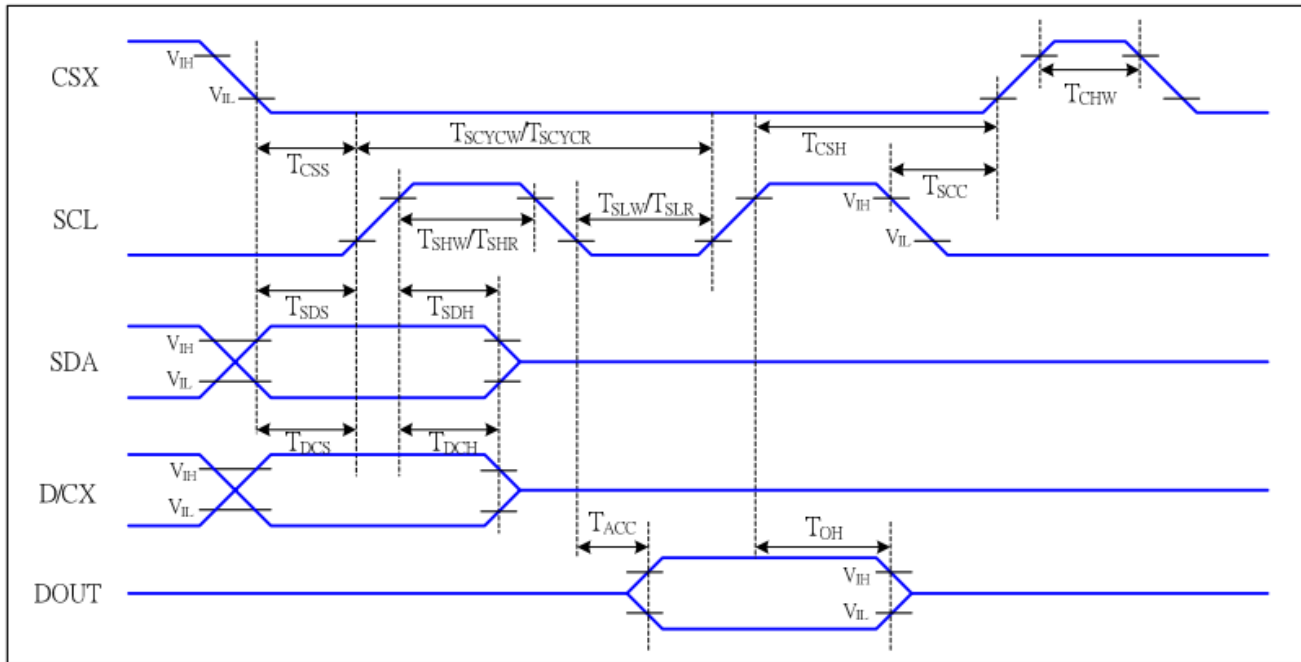 CSX
VIH
VIL
TCSS
TSCYCW/TSCYCR
TCSH
TCHW
TSCC
SCL
TSHW/TSHR
TSLW/TSLR
VIH
VIL
TSDS
TSDH
SDA
VIH
VIL
TDCS
TDCH
D/CX
VIH
VIL
TACC
TOH
DOUT
VIH
VIL